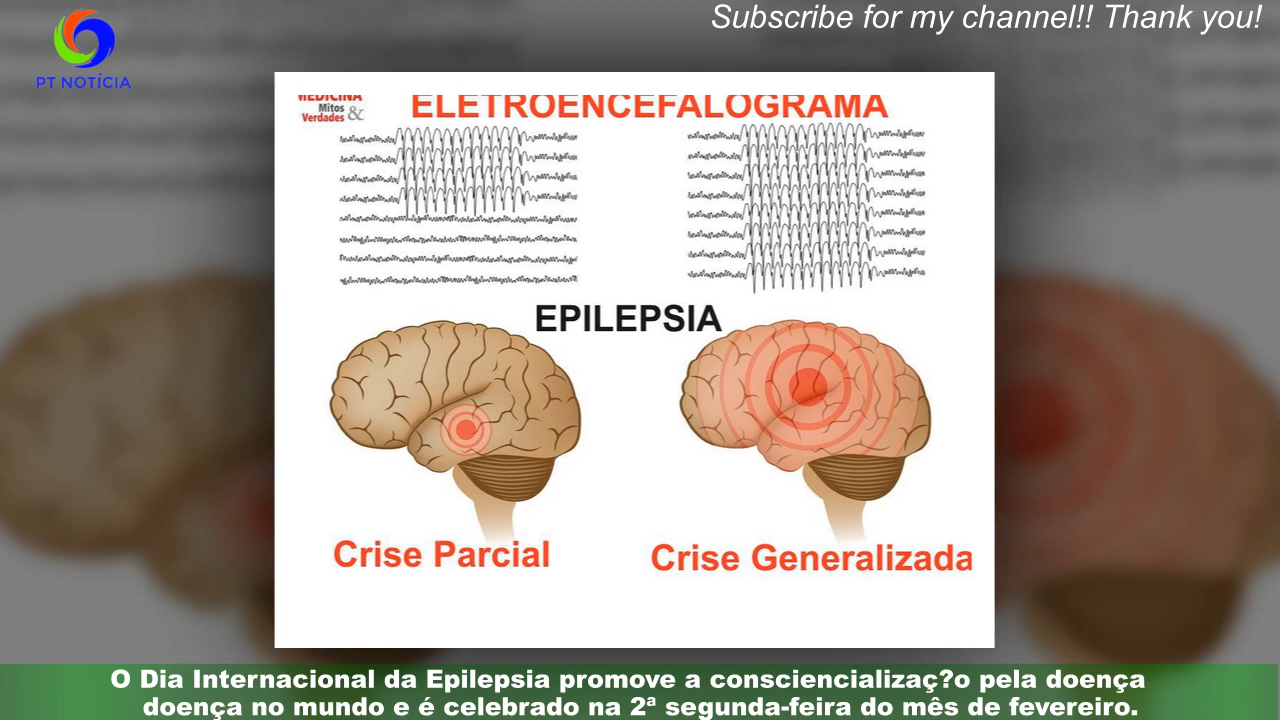 Subscribe for my channel!! Thank you!
PT NOTÍCIA
MEDICINA
Mitos
Verdades &
ELETROENCEFALOGRAMA
EPILEPSIA
Crise Parcial
Crise Generalizada
O Dia Internacional da Epilepsia promove a consciencializaç?o pela doença
doença no mundo e é celebrado na 2ª segunda-feira do mês de fevereiro.